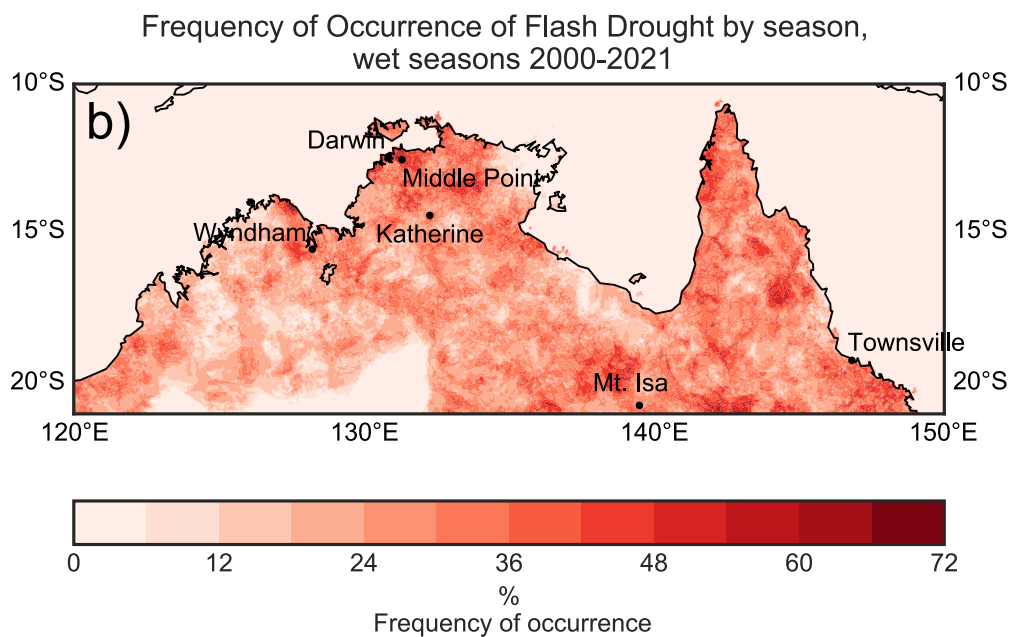 Frequency of Occurrence of Flash Drought by season,
wet seasons 2000-2021
10°S 10°S
b)
Darwin
Middle Point
15°S Wyndham Katherine 15°S
Townsville
20°S Mt. Isa 20°S
120°E 130°E 140°E 150°E
0 12 24 36 48 60 72
%
Frequency of occurrence